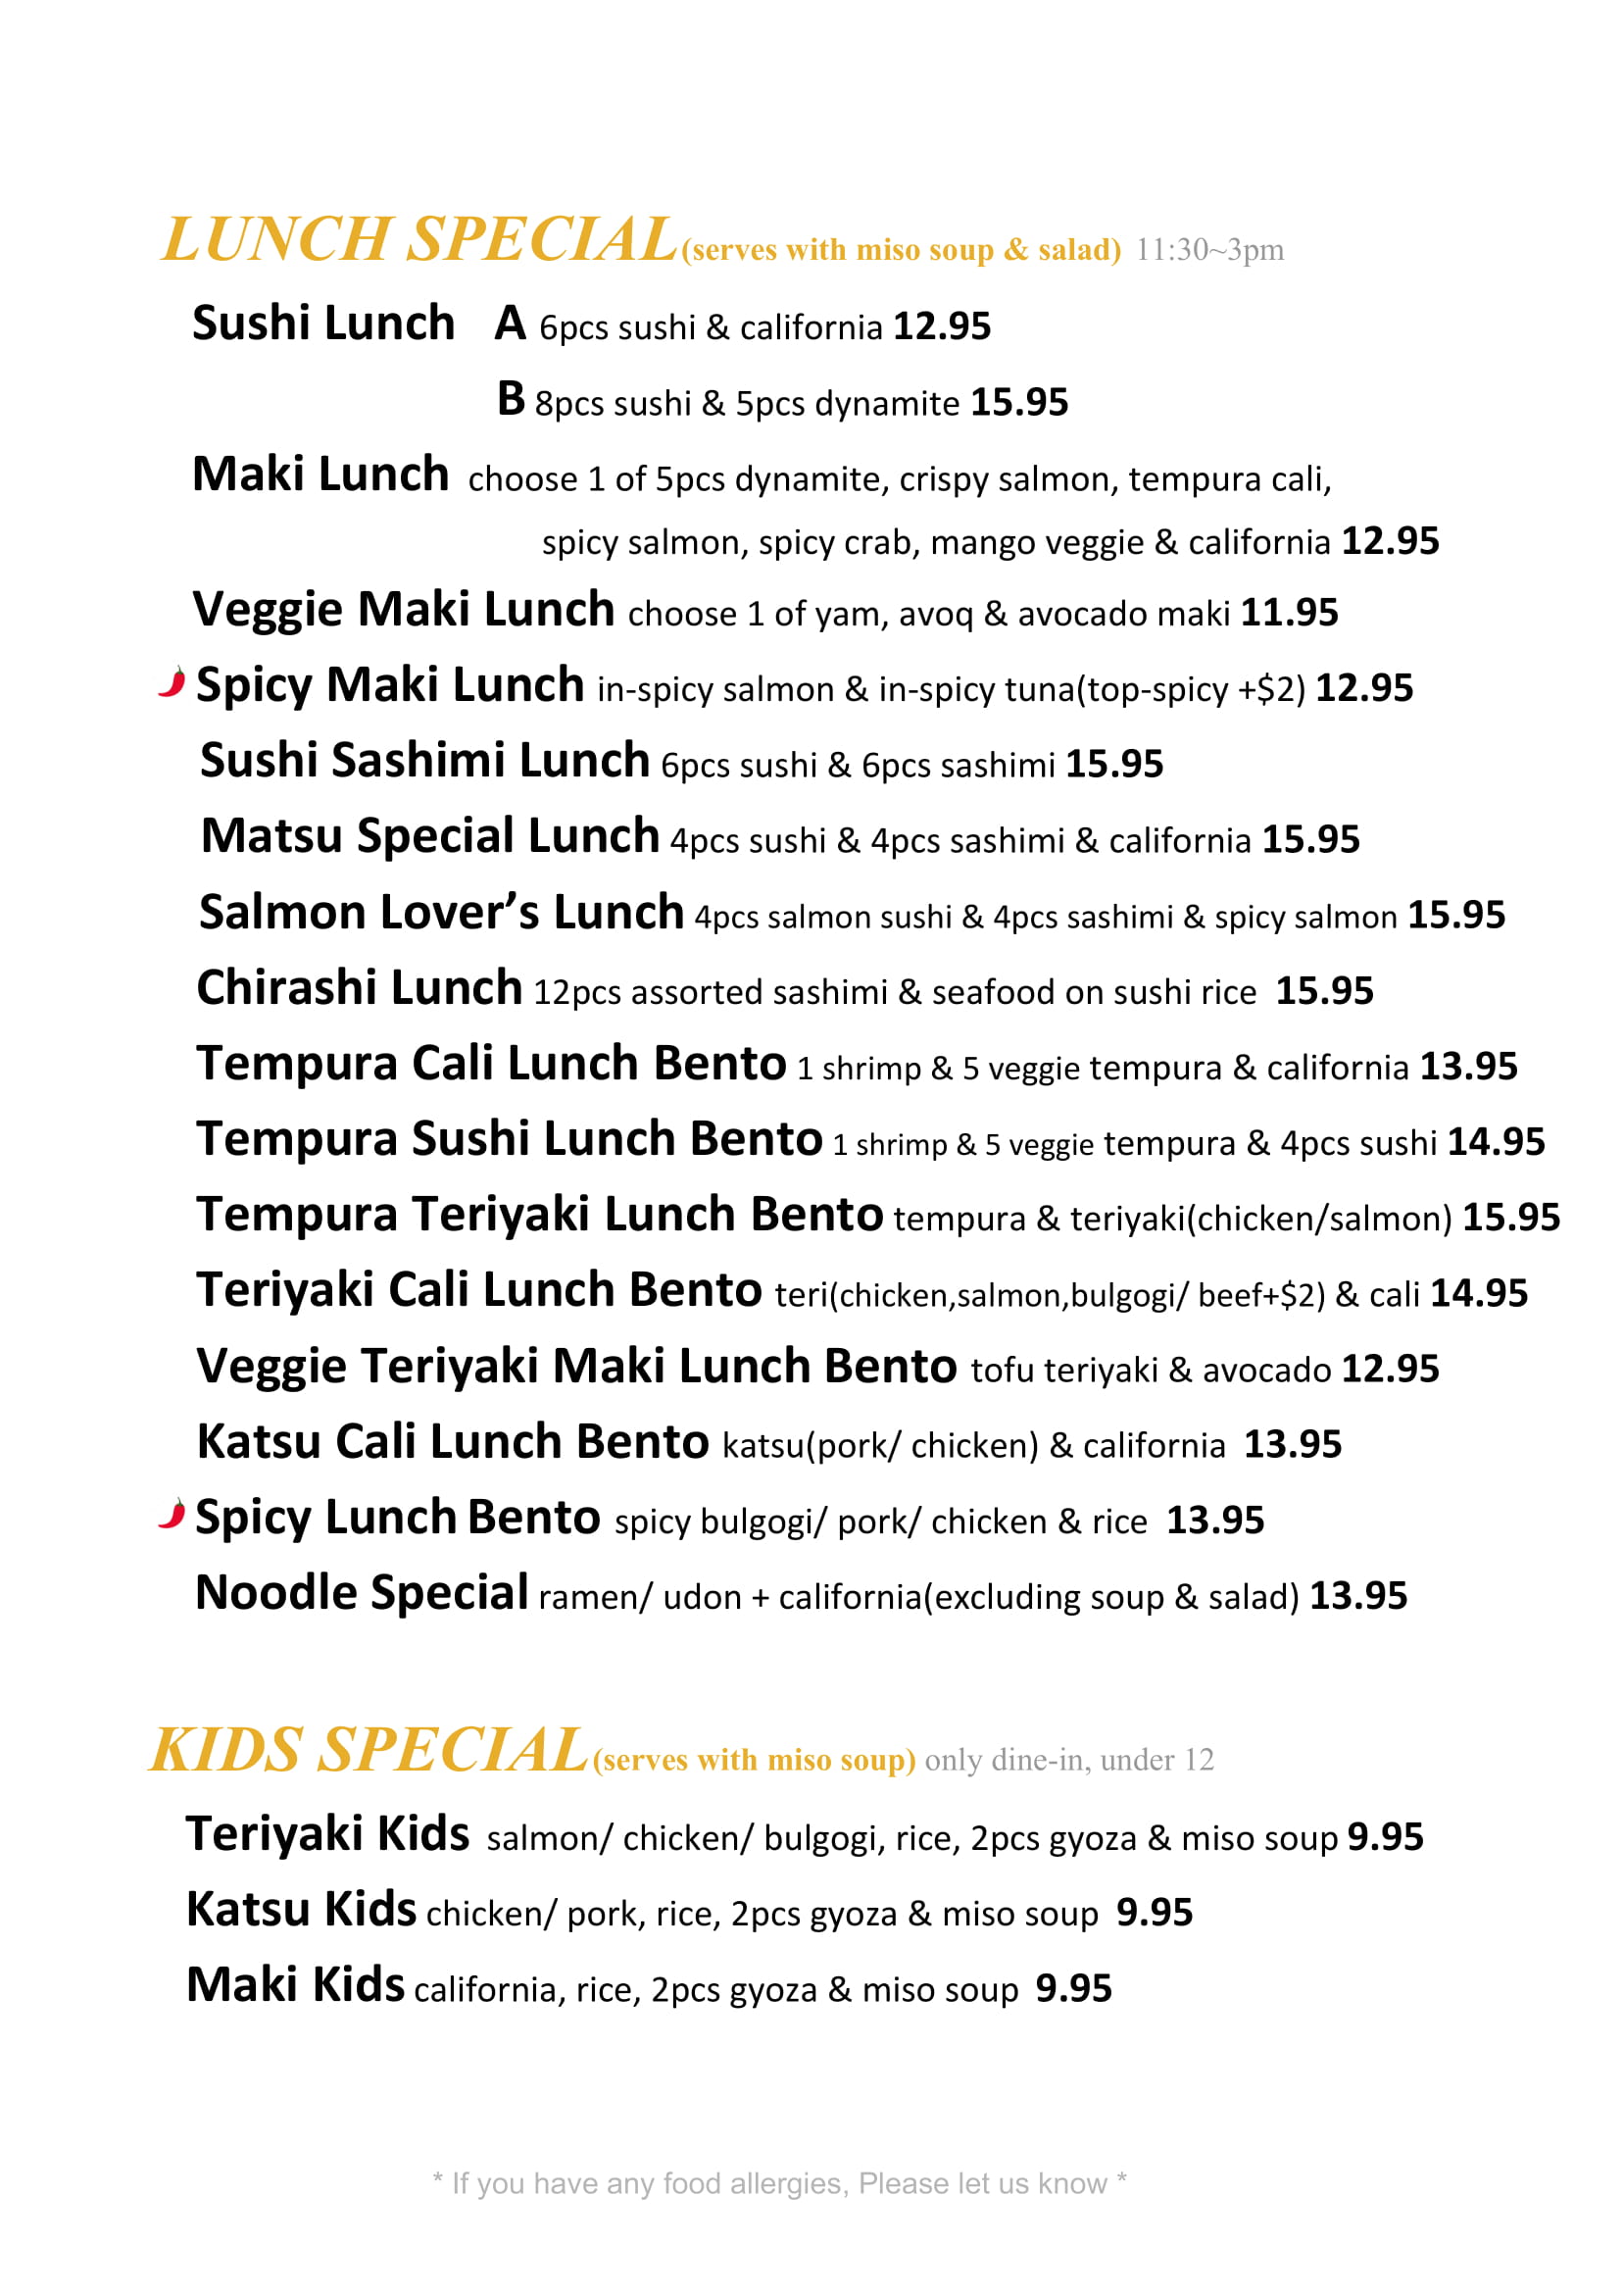 LUNCH SPECIAL(serves with miso soup & salad) 11:30~3pm
Sushi Lunch A 6pcs sushi & california 12.95
B 8pcs sushi & 5pcs dynamite 15.95
Maki Lunch choose 1 of 5pcs dynamite, crispy salmon, tempura cali,
spicy salmon, spicy crab, mango veggie & california 12.95
Veggie Maki Lunch choose 1 of yam, avoq & avocado maki 11.95
Spicy Maki Lunch in-spicy salmon & in-spicy tuna(top-spicy +$2) 12.95
Sushi Sashimi Lunch 6pcs sushi & 6pcs sashimi 15.95
Matsu Special Lunch 4pcs sushi & 4pcs sashimi & california 15.95
Salmon Lover’s Lunch 4pcs salmon sushi & 4pcs sashimi & spicy salmon 15.95
Chirashi Lunch 12pcs assorted sashimi & seafood on sushi rice 15.95
Tempura Cali Lunch Bento 1 shrimp & 5 veggie tempura & california 13.95
Tempura Sushi Lunch Bento 1 shrimp & 5 veggie tempura & 4pcs sushi 14.95
Tempura Teriyaki Lunch Bento tempura & teriyaki(chicken/salmon) 15.95
Teriyaki Cali Lunch Bento teri(chicken,salmon,bulgogi/ beef+$2) & cali 14.95
Veggie Teriyaki Maki Lunch Bento tofu teriyaki & avocado 12.95
Katsu Cali Lunch Bento katsu(pork/ chicken) & california 13.95
Spicy Lunch Bento spicy bulgogi/ pork/ chicken & rice 13.95
Noodle Special ramen/ udon + california(excluding soup & salad) 13.95
KIDS SPECIAL(serves with miso soup) only dine-in, under 12
Teriyaki Kids salmon/ chicken/ bulgogi, rice, 2pcs gyoza & miso soup 9.95
Katsu Kids chicken/ pork, rice, 2pcs gyoza & miso soup 9.95
Maki Kids california, rice, 2pcs gyoza & miso soup 9.95
* If you have any food allergies, Please let us know *